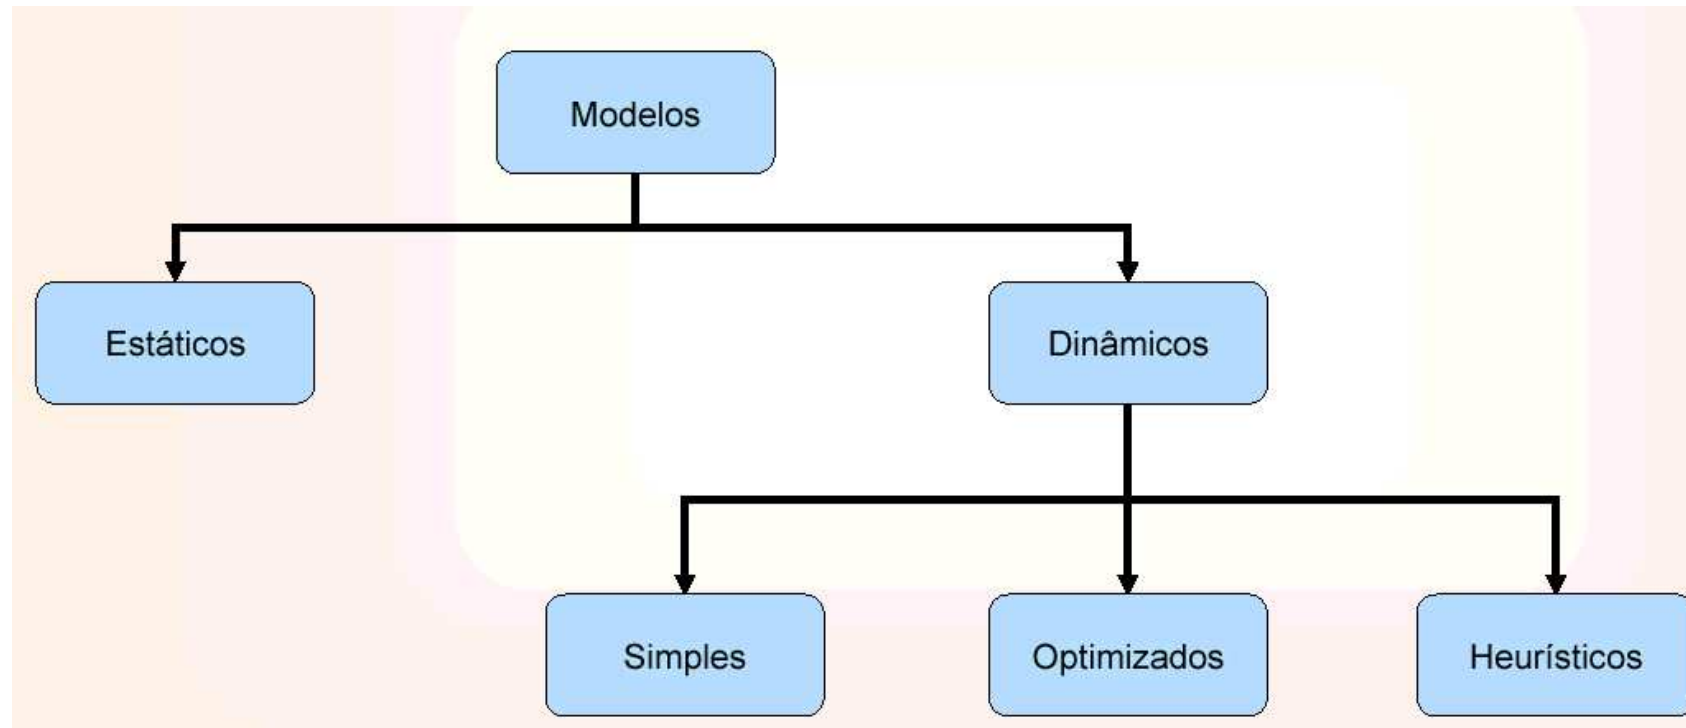 Modelos
Estáticos
Dinâmicos
Simples
Optimizados
Heurísticos